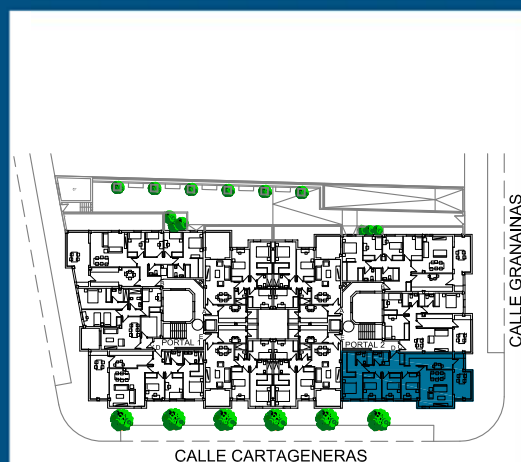 CALLE GRANAINAS
PORTAL 1
PORTAL 2
D
D
CALLE CARTAGENERAS